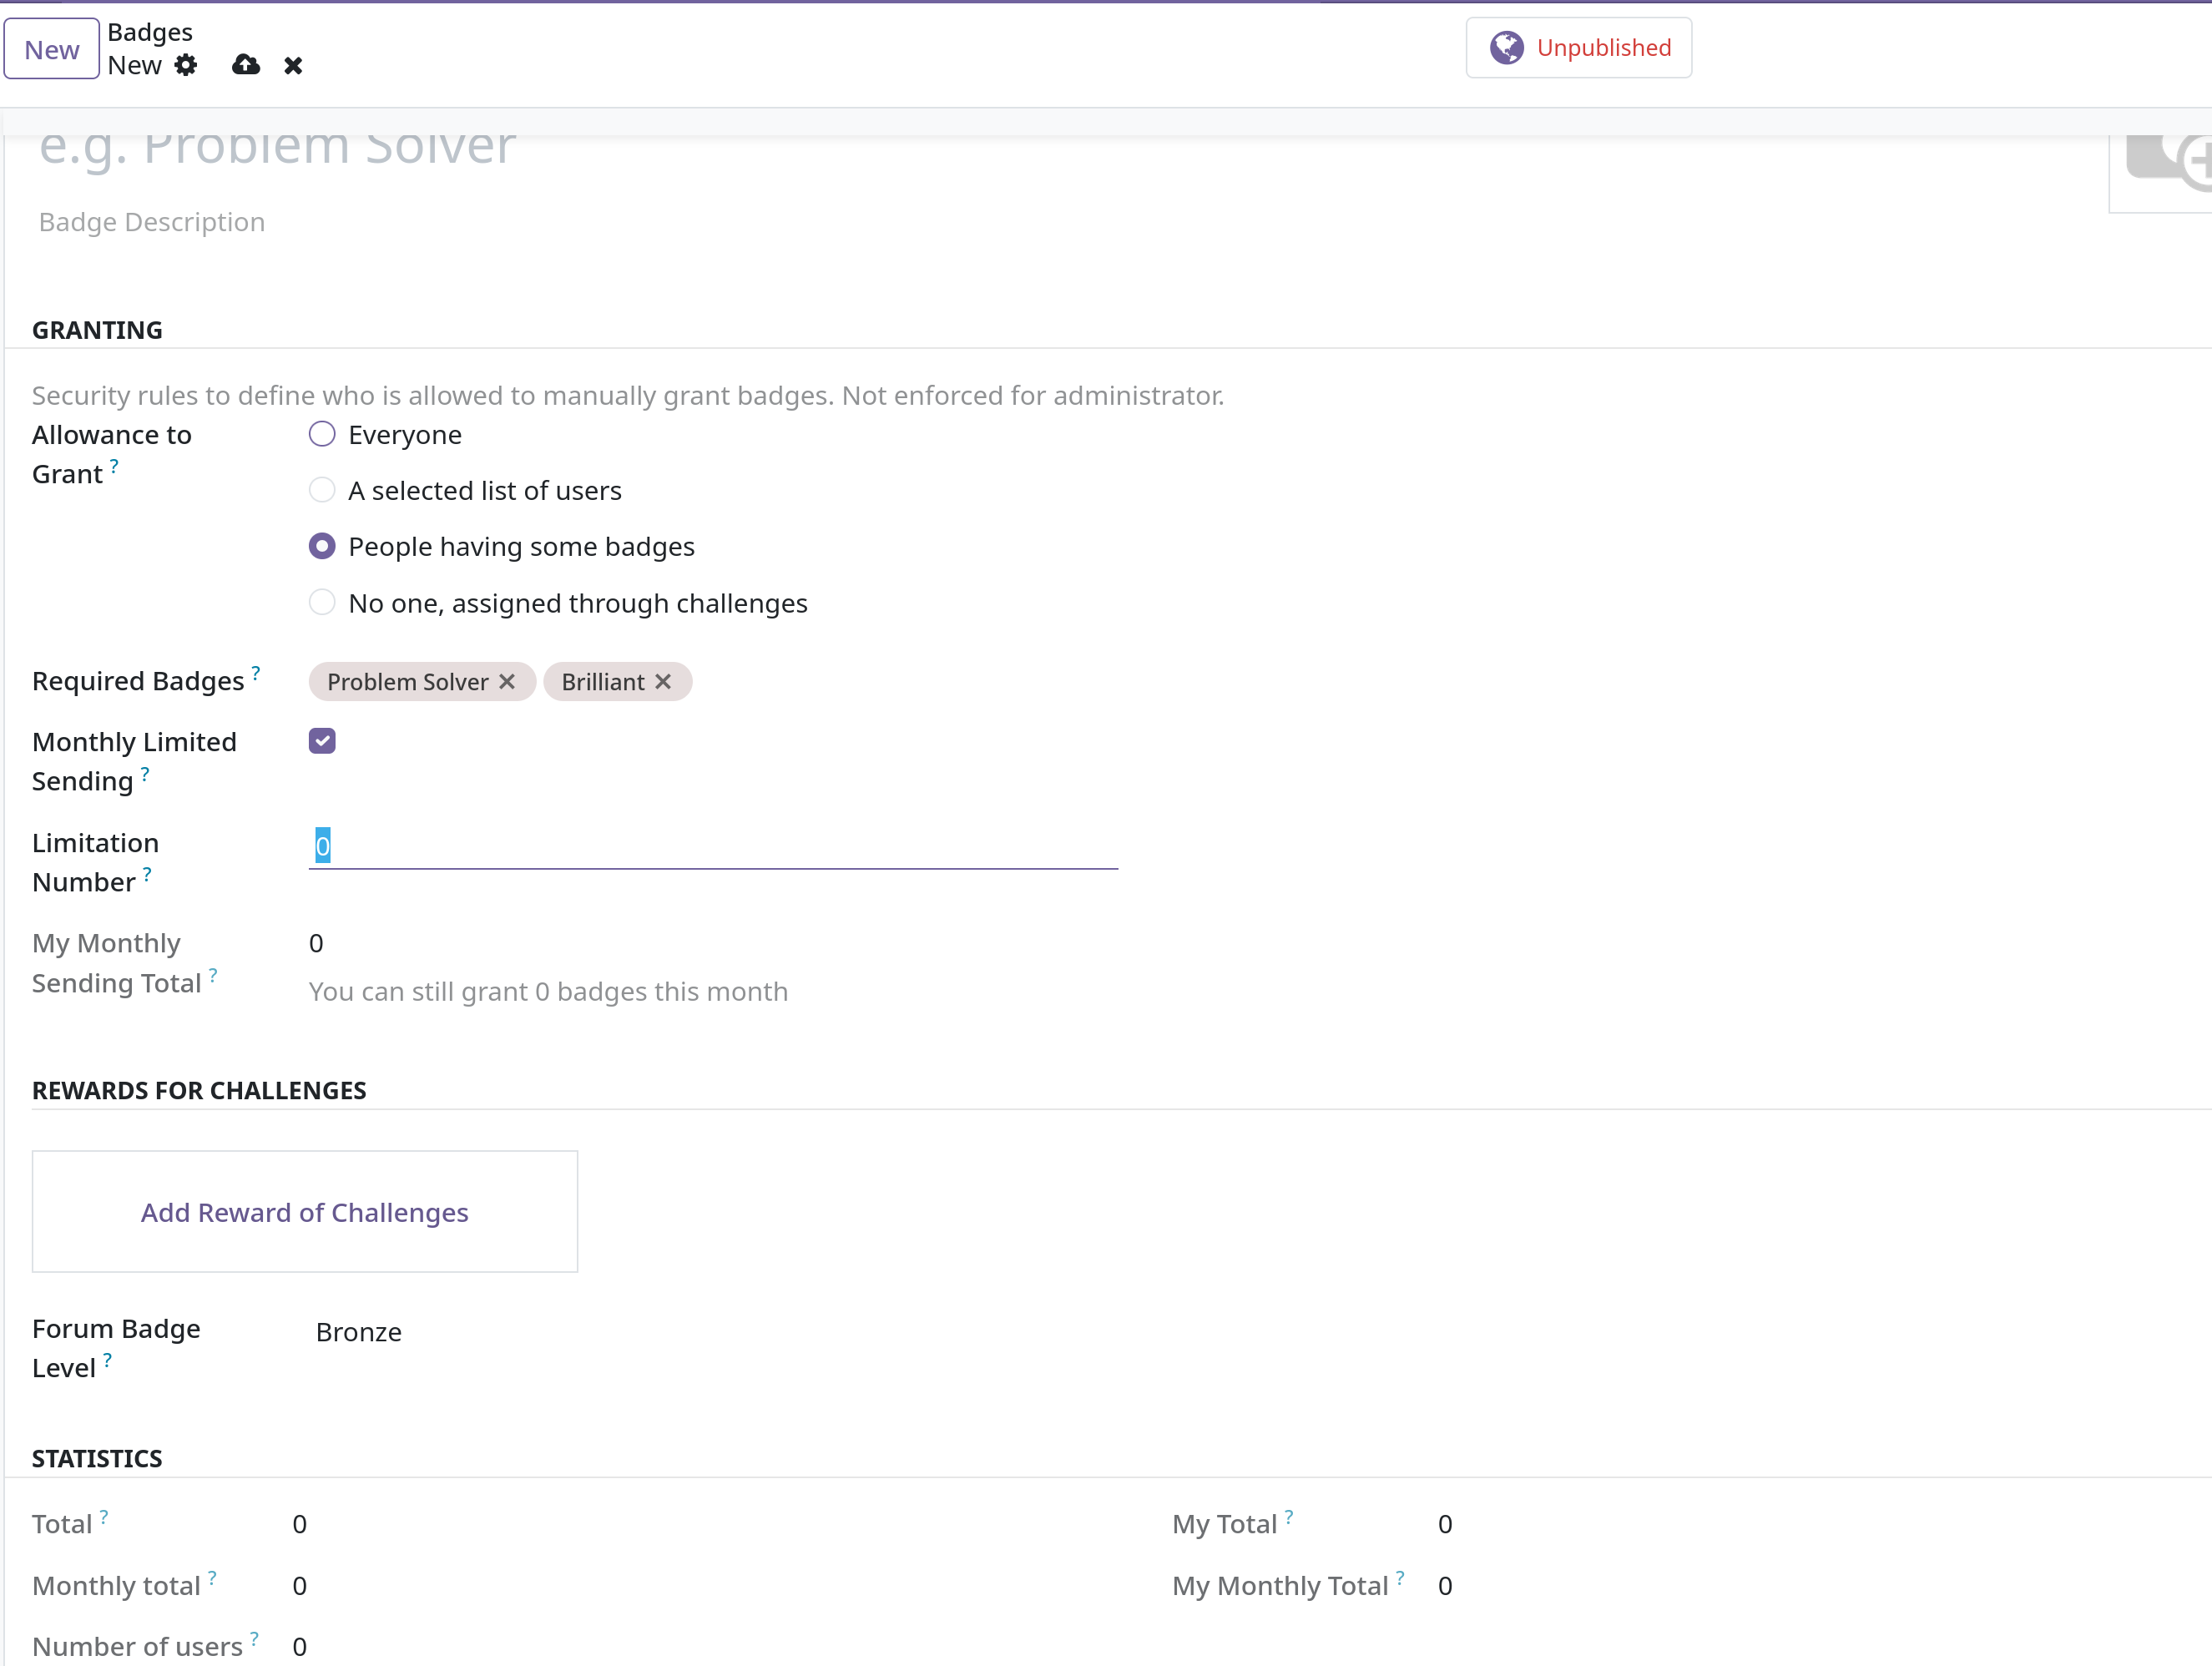 New
Badges
New
Unpublished
e.g. Problem Solver
Badge Description
GRANTING
Security rules to define who is allowed to manually grant badges. Not enforced for administrator.
Allowance to
Grant ?
Everyone
A selected list of users
People having some badges
No one, assigned through challenges
Required Badges ?
Problem Solver
Brilliant
Monthly Limited
Sending ?
Limitation
Number ?
0
My Monthly
Sending Total ?
0
You can still grant 0 badges this month
REWARDS FOR CHALLENGES
Add Reward of Challenges
Forum Badge
Level ?
Bronze
STATISTICS
Total ? 0
My Total ? 0
Monthly total ? 0
My Monthly Total ? 0
Number of users ? 0